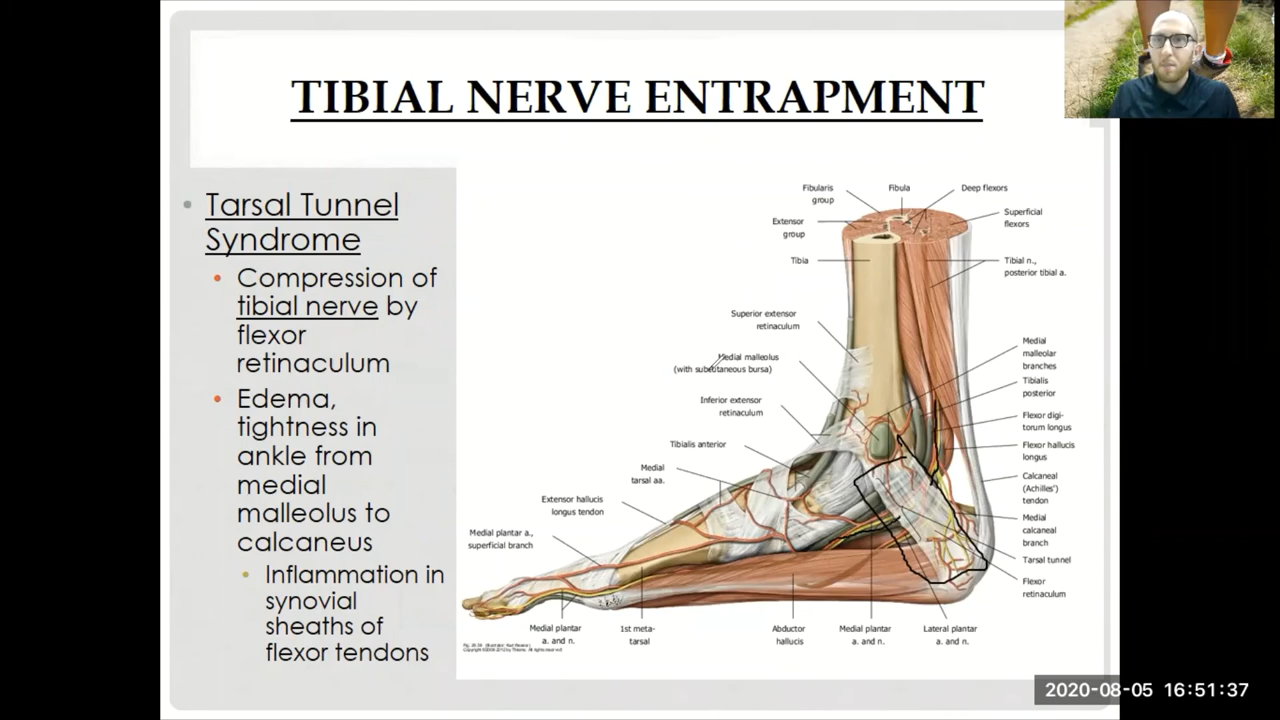 TIBIAL NERVE ENTRAPMENT
Tarsal Tunnel
Syndrome
Compression of
tibial nerve by
flexor
retinaculum
Edema,
tightness in
ankle from
medial
malleolus to
calcaneus
Inflammation in
synovial
sheaths of
flexor tendons
Fibularis
group
Fibula
Deep flexors
Extensor
group
Superficial
flexors
Tibia
Tibial n.,
posterior tibial a.
Superior extensor
retinaculum
Medial malleolus
(with subcutaneous bursa)
Inferior extensor
retinaculum
Tibialis anterior
Medial
tarsal aa.
Extensor hallucis
longus tendon
Medial plantar a.,
superficial branch
Medial
malleolar
branches
Tibialis
posterior
Flexor digi-
torum longus
Flexor hallucis
longus
Calcaneal
(Achilles')
tendon
Medial
calcaneal
branch
Tarsal tunnel
Flexor
retinaculum
Medial plantar
a. and n.
1st meta-
tarsal
Abductor
hallucis
Medial plantar
a. and n.
Lateral plantar
a. and n.
2020-08-05 16:51:37